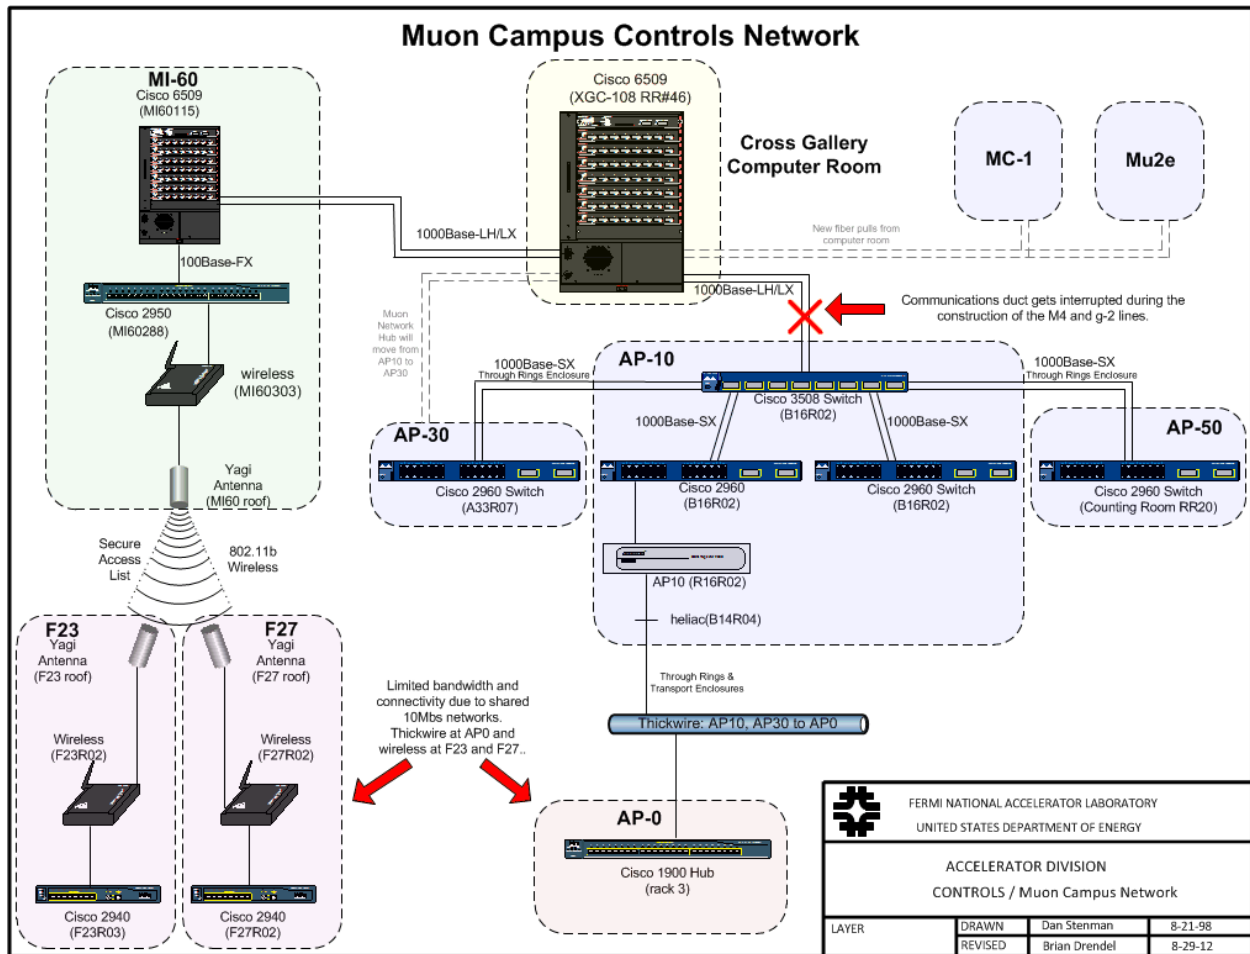 Muon Campus Controls Network
MI-60
Cisco 6509
(MI60115)
100Base-FX
Cisco 2950
(MI60288)
wireless
(MI60303)
Yagi
Antenna
(MI60 roof)
Secure
Access
List
802.11b
Wireless
F23
Yagi
Antenna
(F23 roof)
Wireless
(F23R02)
Cisco 2940
(F23R03)
F27
Yagi
Antenna
(F27 roof)
Wireless
(F27R02)
Cisco 2940
(F27R02)
1000Base-LH/LX
Cisco 6509
(XGC-108 RR#46)
Cross Gallery
Computer Room
1000Base-LH/LX
MC-1
Mu2e
New fiber pulls from
computer room
Communications duct gets interrupted during the
construction of the M4 and g-2 lines.
Muon
Network
Hub will
move from
AP10 to
AP30
1000Base-SX
Through Rings Enclosure
AP-10
Cisco 3508 Switch
(B16R02)
1000Base-SX
1000Base-SX
1000Base-SX
Through Rings Enclosure
AP-30
Cisco 2960 Switch
(A33R07)
Cisco 2960
(B16R02)
Cisco 2960 Switch
(B16R02)
AP-50
Cisco 2960 Switch
(Counting Room RR20)
AP10 (R16R02)
heliac(B14R04)
Through Rings &
Transport Enclosures
Thickwire: AP10, AP30 to AP0
Limited bandwidth and
connectivity due to shared
10Mbs networks.
Thickwire at AP0 and
wireless at F23 and F27..
AP-0
Cisco 1900 Hub
(rack 3)
FERMI NATIONAL ACCELERATOR LABORATORY
UNITED STATES DEPARTMENT OF ENERGY
ACCELERATOR DIVISION
CONTROLS / Muon Campus Network
LAYER
DRAWN Dan Stenman 8-21-98
REVISED Brian Drendel 8-29-12